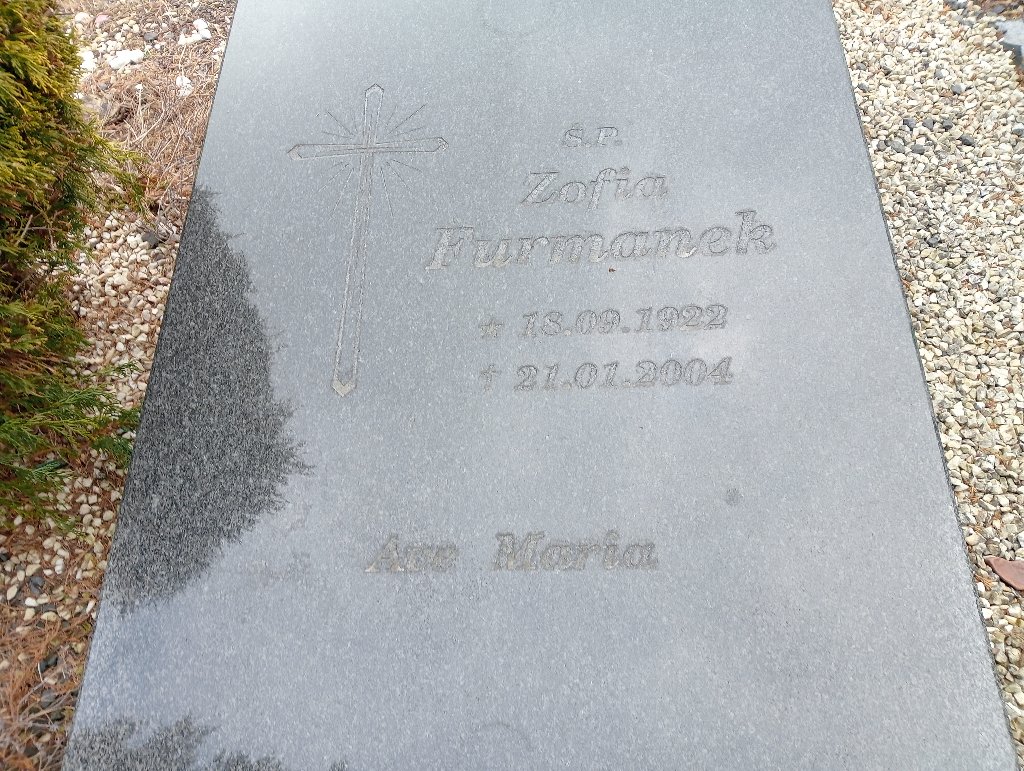 Ś.P.
Zofia
Furmanek
★ 18.09.1922
† 21.01.2004
Ave Maria